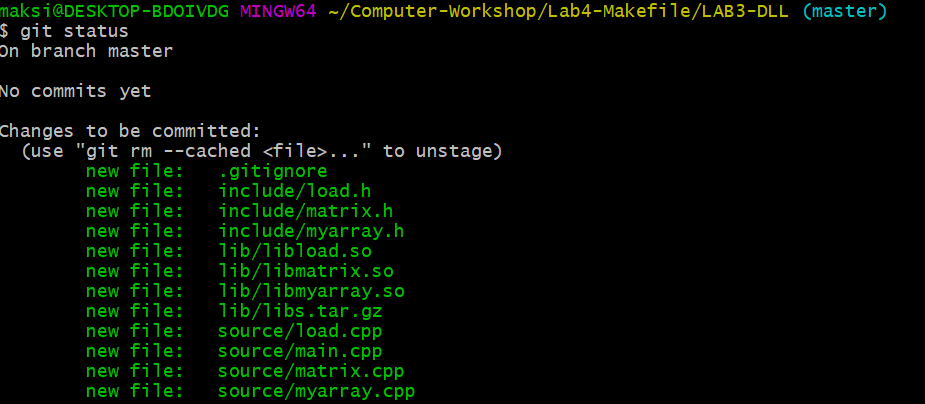 maksi@DESKTOP-BDOIVDG MINGW64 ~/Computer-Workshop/Lab4-Makefile/LAB3-DLL (master)
$ git status
On branch master

No commits yet

Changes to be committed:
  (use "git rm --cached <file>..." to unstage)
        new file:   .gitignore
        new file:   include/load.h
        new file:   include/matrix.h
        new file:   include/myarray.h
        new file:   lib/libload.so
        new file:   lib/libmatrix.so
        new file:   lib/libmyarray.so
        new file:   lib/libs.tar.gz
        new file:   source/load.cpp
        new file:   source/main.cpp
        new file:   source/matrix.cpp
        new file:   source/myarray.cpp